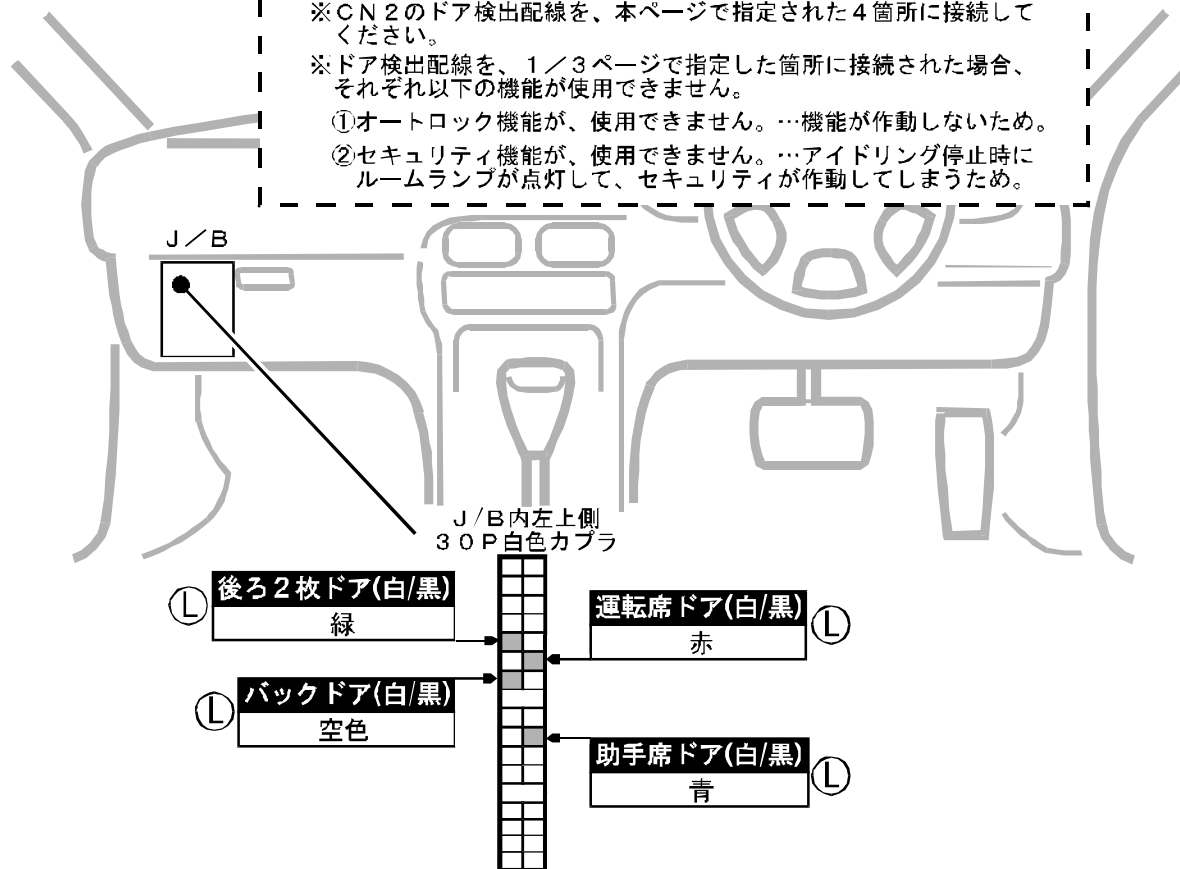 ※CN2のドア検出配線を、本ページで指定された4箇所に接続して
ください。
※ドア検出配線を、1/3ページで指定した箇所に接続された場合、
それぞれ以下の機能が使用できません。
①オートロック機能が、使用できません。…機能が作動しないため。
②セキュリティ機能が、使用できません。…アイドリング停止時に
ルームランプが点灯して、セキュリティが作動してしまうため。
J/B
J/B内左上側
30P白色カプラ
Ⓛ
後ろ2枚ドア(白/黒)
緑
運転席ドア(白/黒)
赤
Ⓛ
Ⓛ
バックドア(白/黒)
空色
助手席ドア(白/黒)
青
Ⓛ